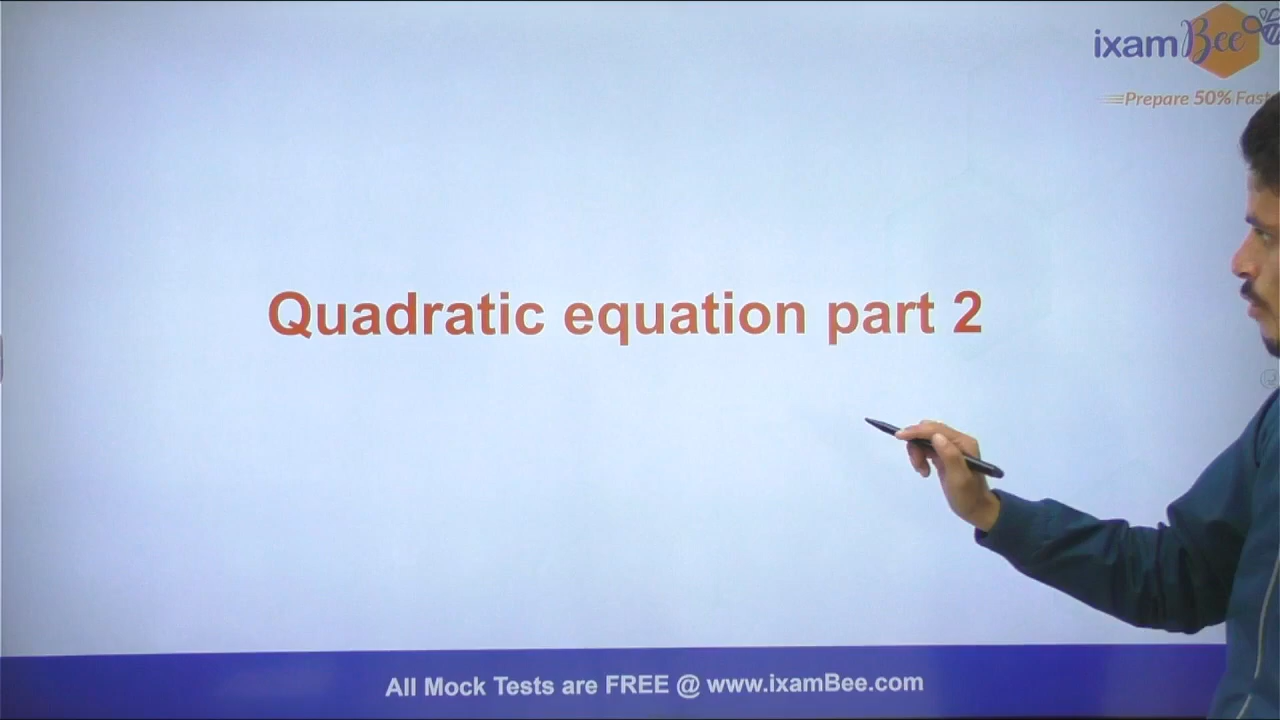 ixamBee
Prepare 50% Fast
Quadratic equation part 2
All Mock Tests are FREE @ www.ixamBee.com